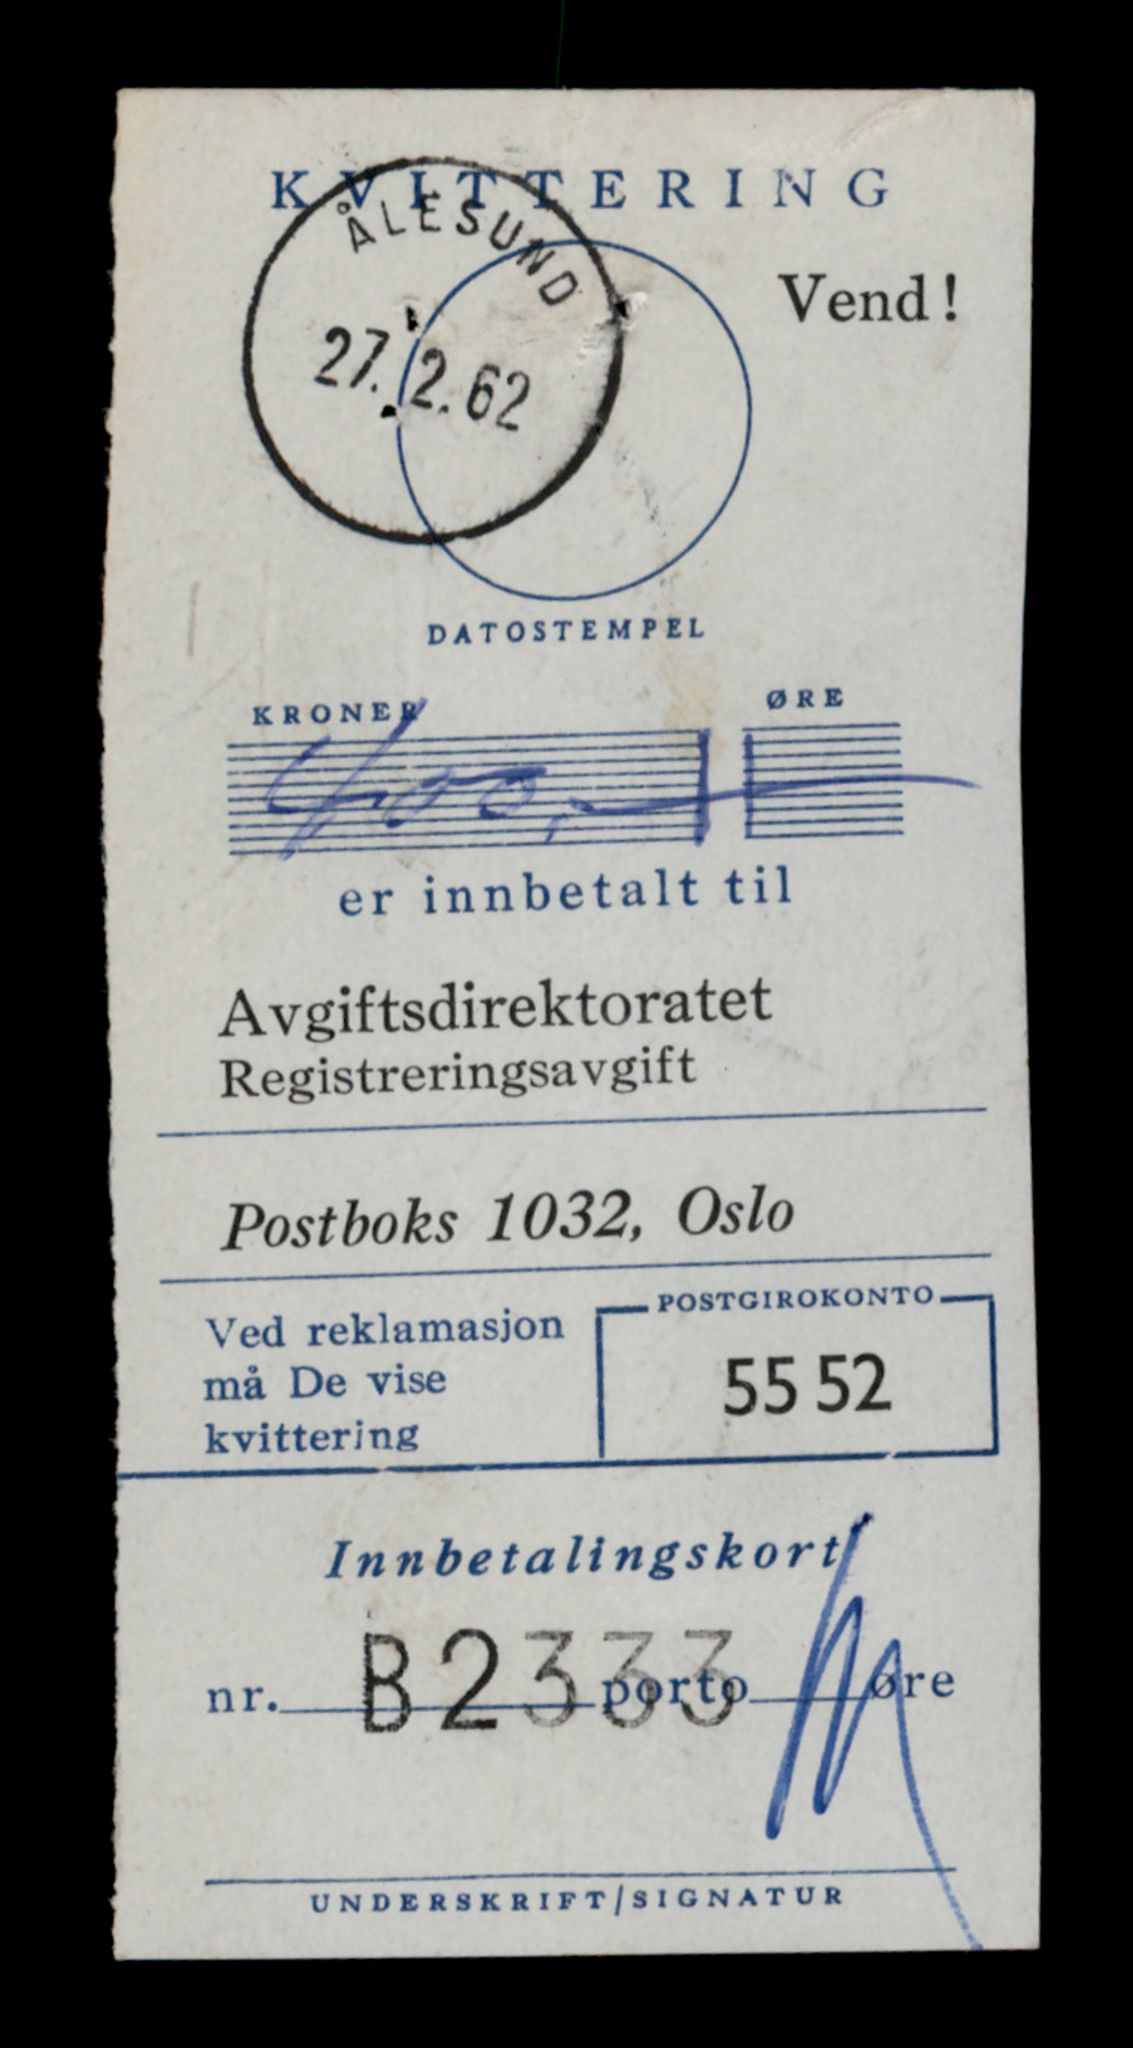 KVITTERING
ÅLESUND
Vend!
27. 2. 62
DATOSTEMPEL
KRONER ØRE
400,—
er innbetalt til
Avgiftsdirektoratet
Registreringsavgift
Postboks 1032, Oslo
Ved reklamasjon
må De vise
kvittering
POSTGIROKONTO
55 52
Innbetalingskort
nr. B2333 porto øre
UNDERSKRIFT/SIGNATUR